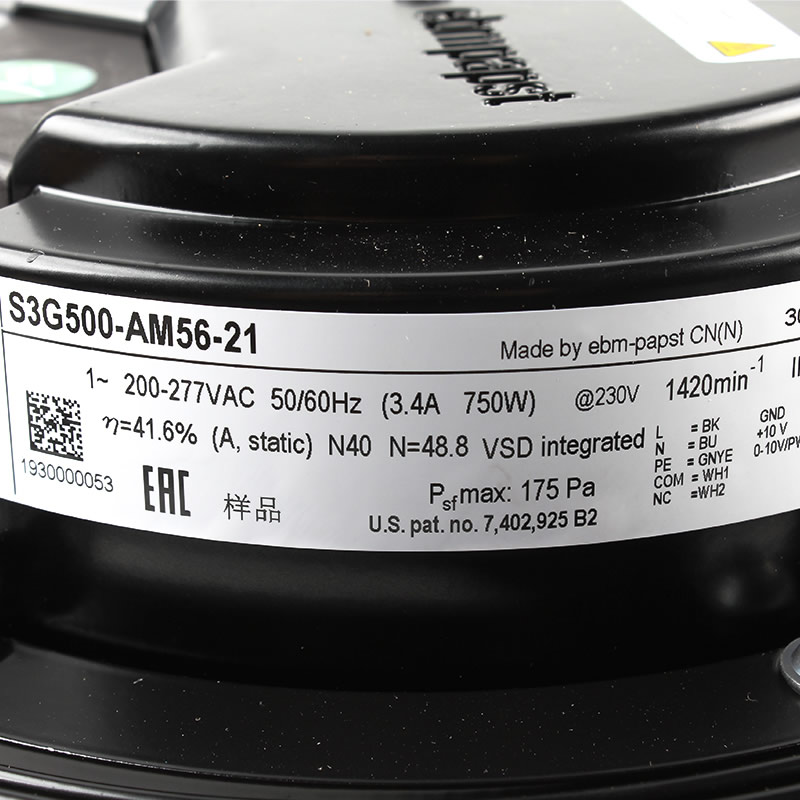 ebmpapst
S3G500-AM56-21
Made by ebm-papst CN(N)
1~ 200-277VAC 50/60Hz (3.4A 750W) @230V 1420min-1
η=41.6% (A, static) N40 N=48.8 VSD integrated
1930000053
EAC 样品
Psf max: 175 Pa
U.S. pat. no. 7,402,925 B2
L = BK
N = BU
PE = GNYE
COM = WH1
NC = WH2
GND
+10 V
0-10V/